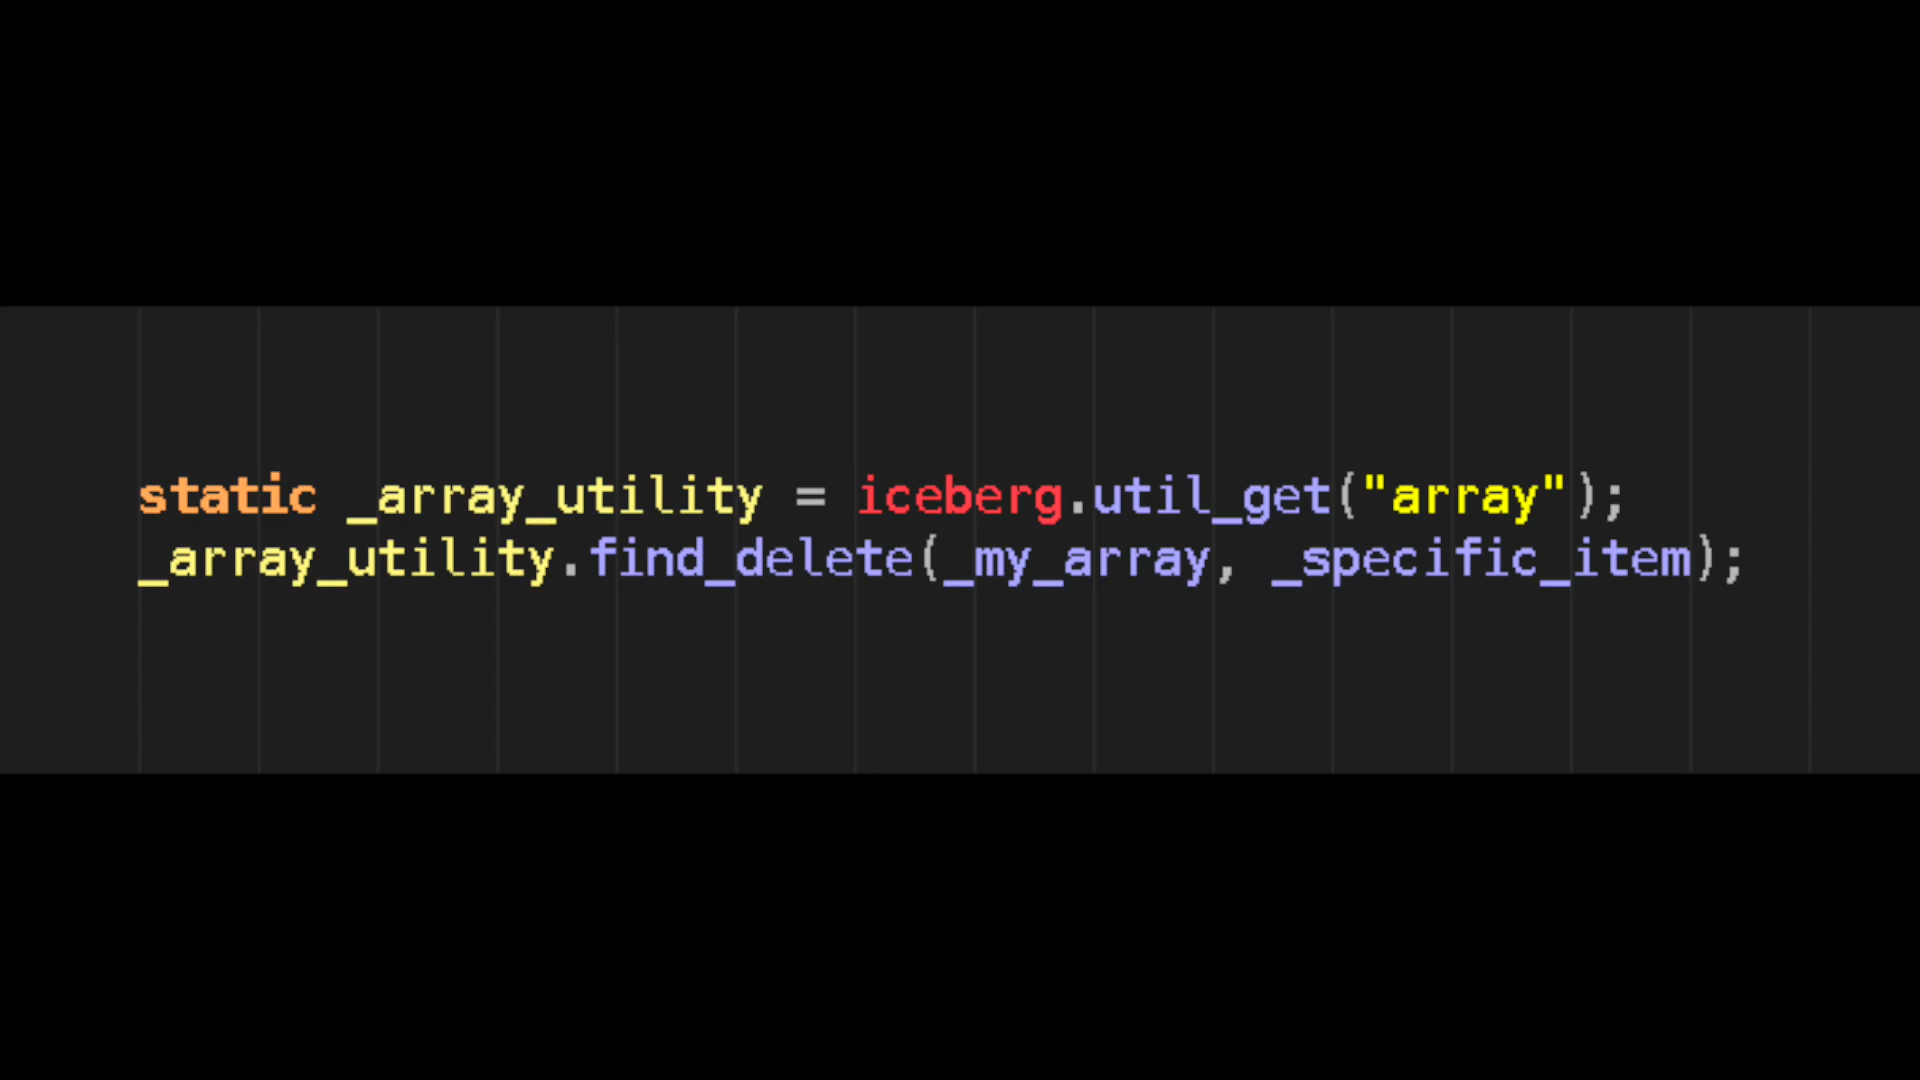 static _array_utility = iceberg.util_get("array");
_array_utility.find_delete(_my_array, _specific_item);